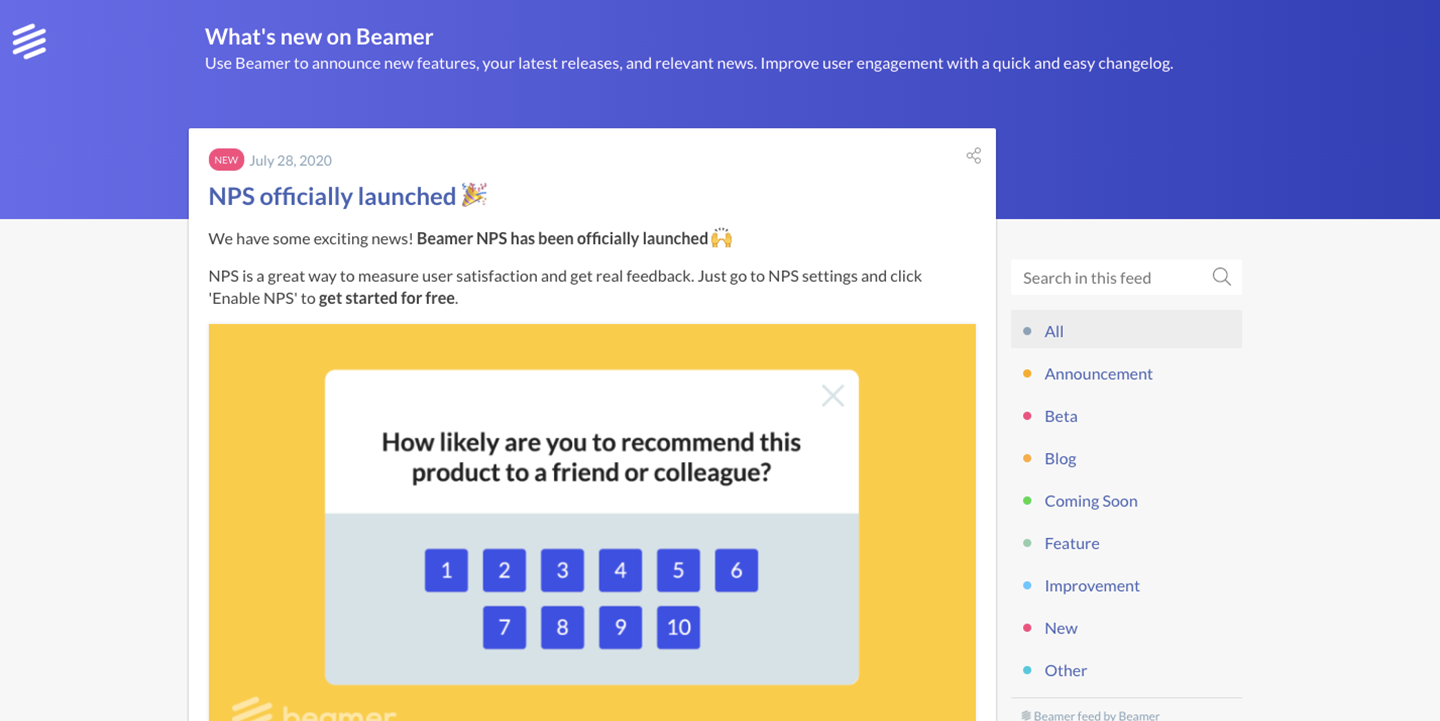 What's new on Beamer
Use Beamer to announce new features, your latest releases, and relevant news. Improve user engagement with a quick and easy changelog.
NEW July 28, 2020
NPS officially launched 🎉
We have some exciting news! Beamer NPS has been officially launched 🙌
NPS is a great way to measure user satisfaction and get real feedback. Just go to NPS settings and click
'Enable NPS' to get started for free.
How likely are you to recommend this
product to a friend or colleague?
1 2 3 4 5 6
7 8 9 10
beamer
Search in this feed
All
Announcement
Beta
Blog
Coming Soon
Feature
Improvement
New
Other
Beamer feed by Beamer